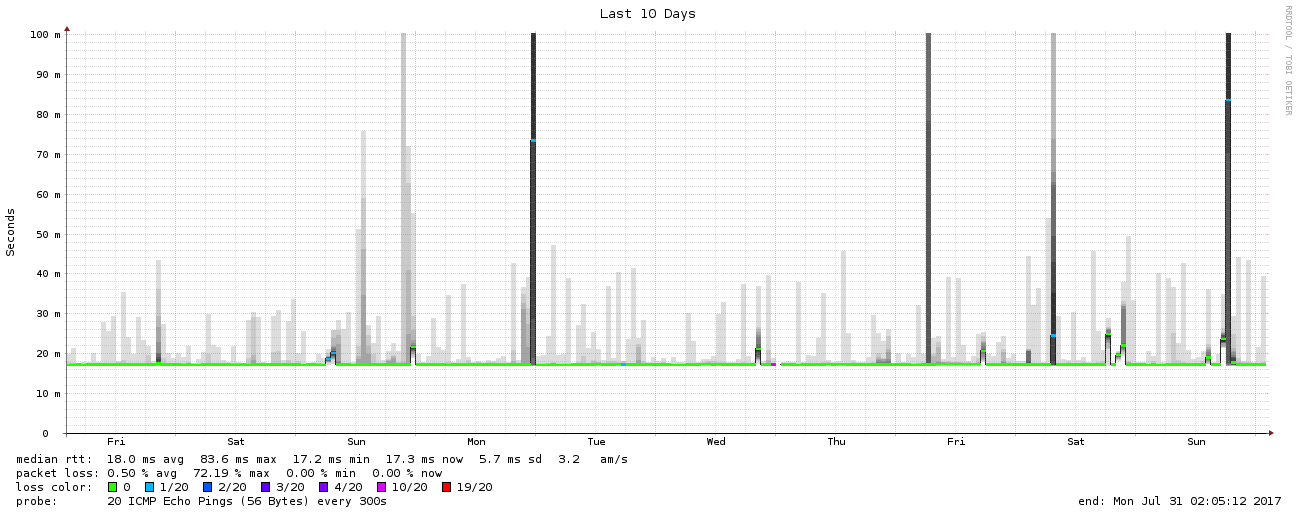 Last 10 Days
RRDTOOL / TOBI OETIKER
Seconds
100 m
90 m
80 m
70 m
60 m
50 m
40 m
30 m
20 m
10 m
0
Fri Sat Sun Mon Tue Wed Thu Fri Sat Sun
median rtt: 18.0 ms avg 83.6 ms max 17.2 ms min 17.3 ms now 5.7 ms sd 3.2 am/s
packet loss: 0.50 % avg 72.19 % max 0.00 % min 0.00 % now
loss color: 0 1/20 2/20 3/20 4/20 10/20 19/20
probe: 20 ICMP Echo Pings (56 Bytes) every 300s end: Mon Jul 31 02:05:12 2017